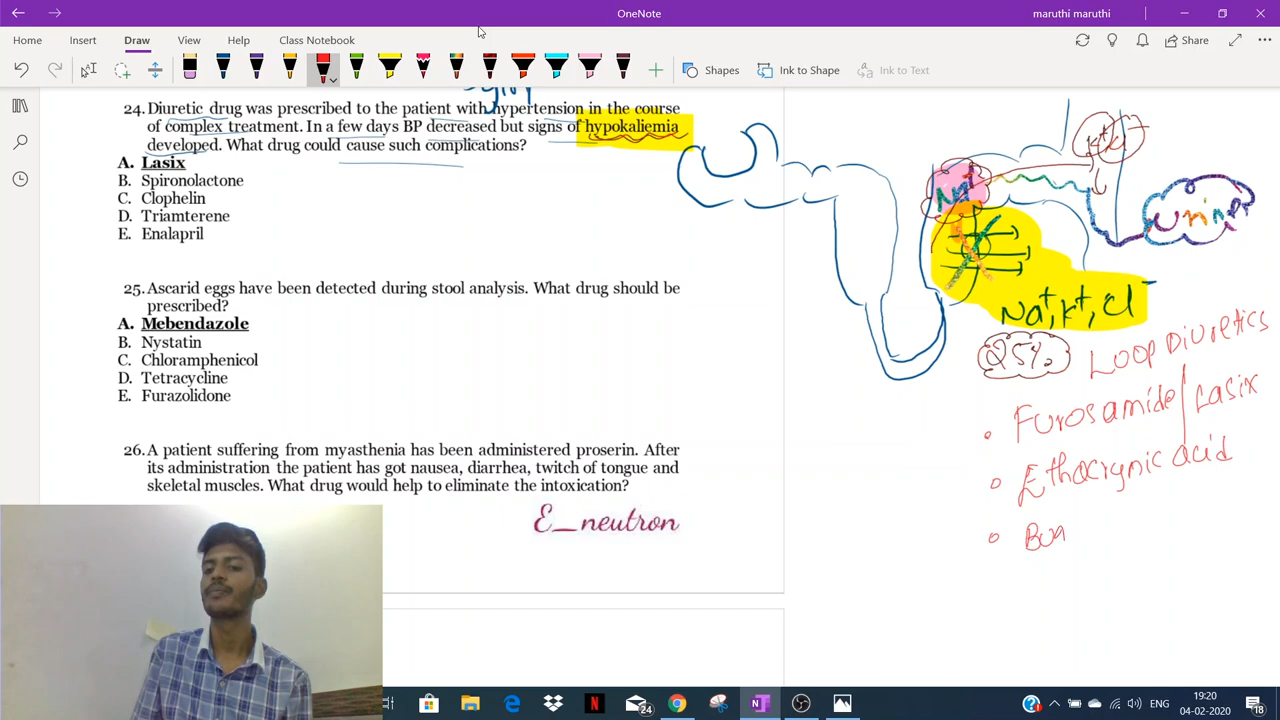 OneNote
maruthi maruthi
Home
Insert
Draw
View
Help
Class Notebook
Share
Shapes
Ink to Shape
Ink to Text
24. Diuretic drug was prescribed to the patient with hypertension in the course
of complex treatment. In a few days BP decreased but signs of hypokaliemia
developed. What drug could cause such complications?
A. Lasix
B. Spironolactone
C. Clophelin
D. Triamterene
E. Enalapril
25. Ascarid eggs have been detected during stool analysis. What drug should be
prescribed?
A. Mebendazole
B. Nystatin
C. Chloramphenicol
D. Tetracycline
E. Furazolidone
26. A patient suffering from myasthenia has been administered proserin. After
its administration the patient has got nausea, diarrhea, twitch of tongue and
skeletal muscles. What drug would help to eliminate the intoxication?
E_neutron
Na⁺, K⁺, Cl⁻
25%
Loop Diuretics
Furosamide/Lasix
Ethacrynic acid
24
ENG
19:20
04-02-2020
18